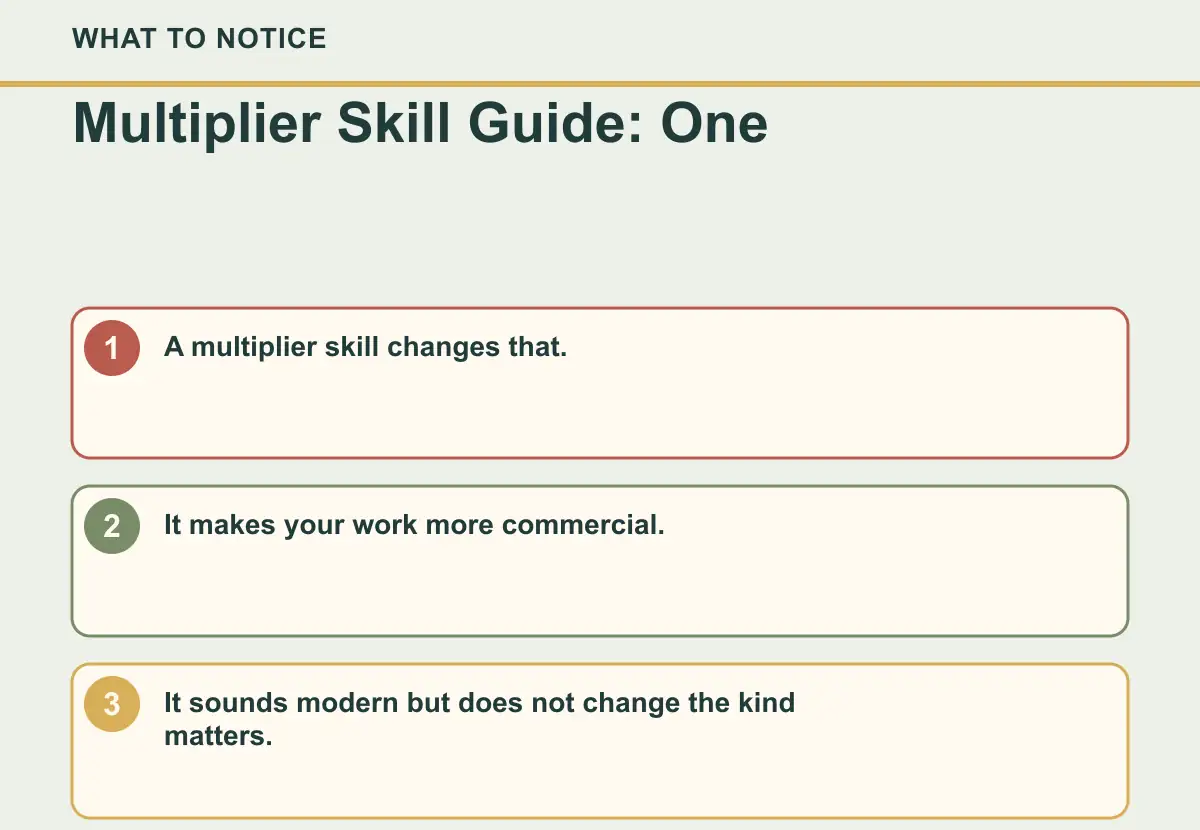 WHAT TO NOTICE
Multiplier Skill Guide: One
1
A multiplier skill changes that.
2
It makes your work more commercial.
3
It sounds modern but does not change the kind
matters.